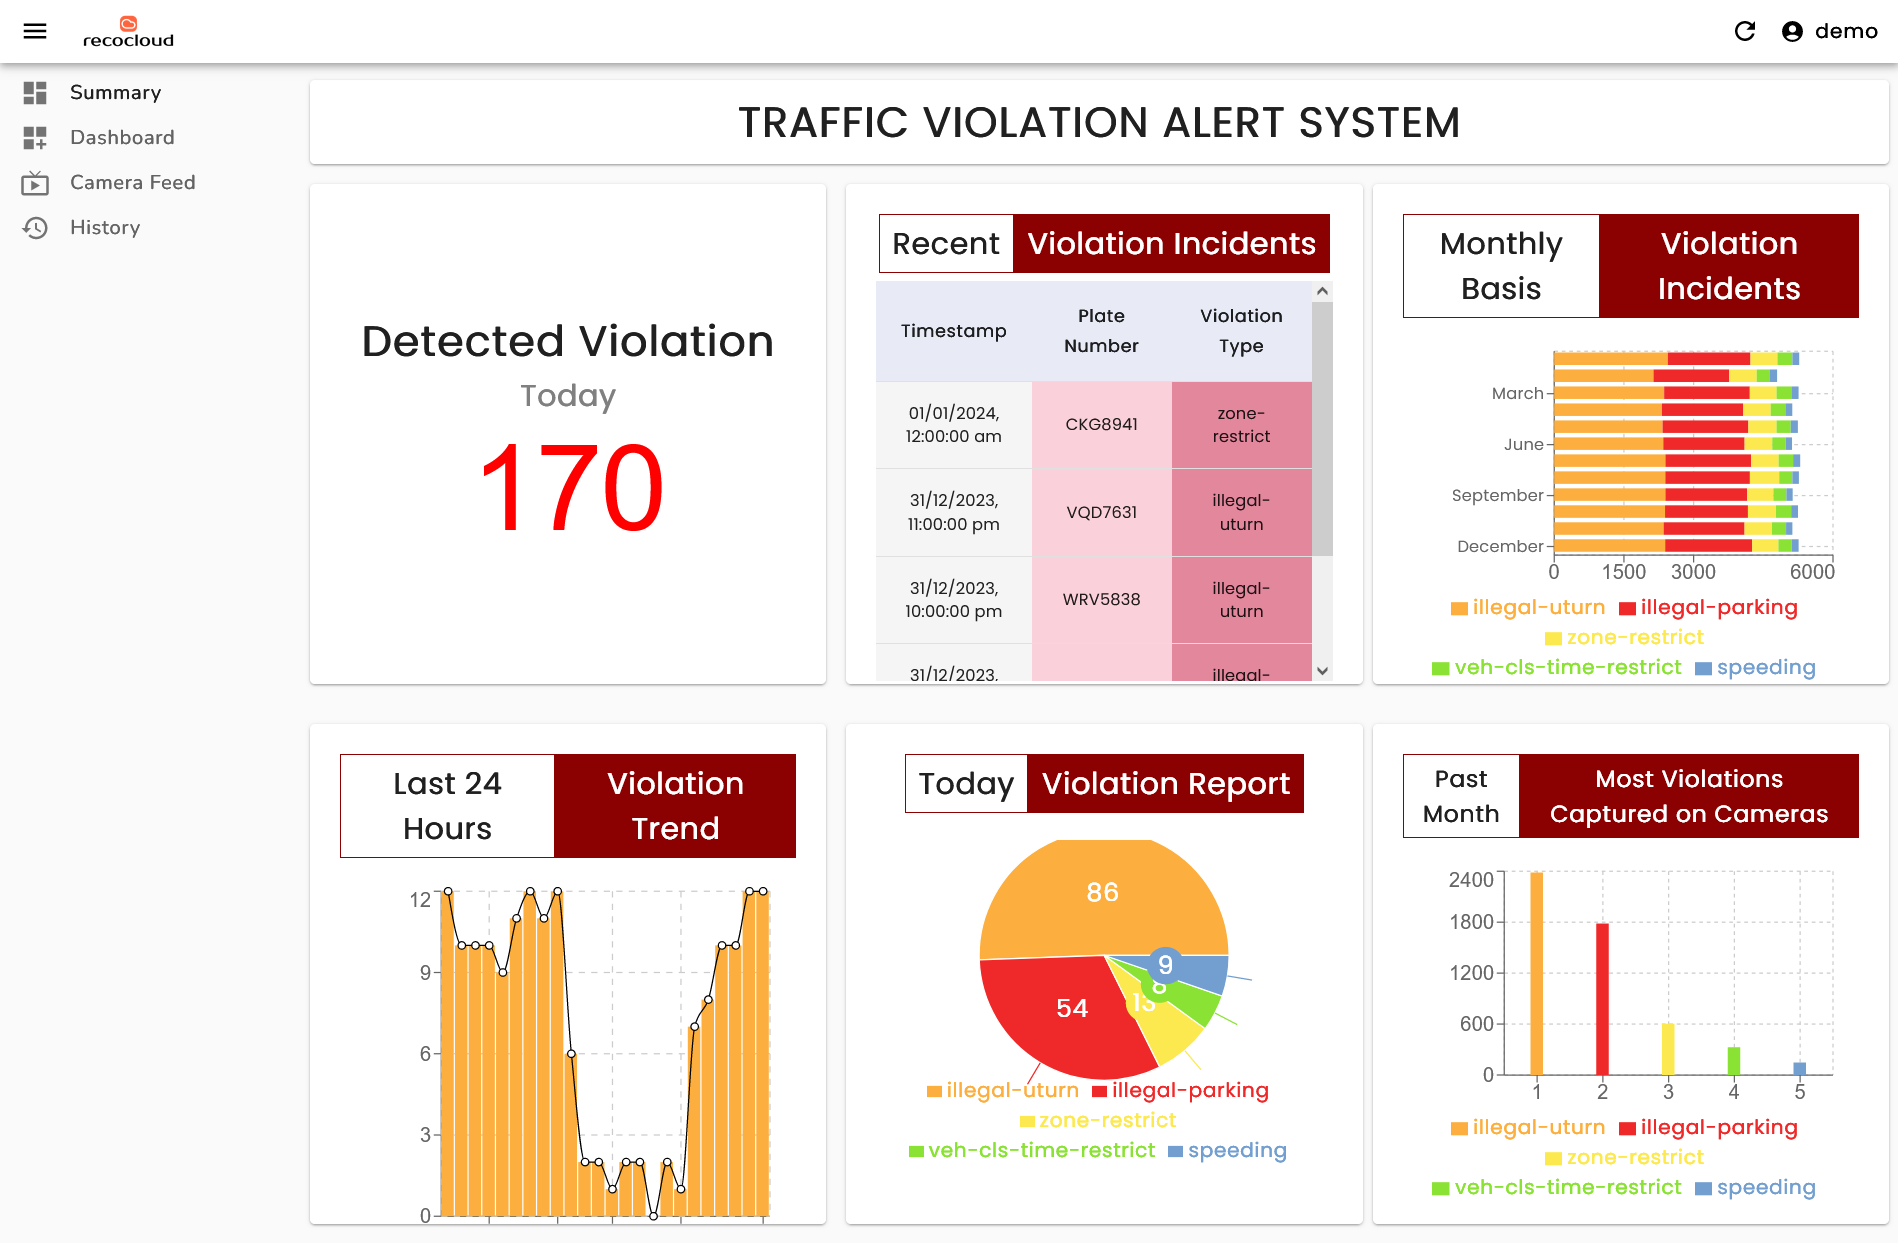 recocloud
demo
Summary
Dashboard
Camera Feed
History
TRAFFIC VIOLATION ALERT SYSTEM
Detected Violation
Today
170
Recent Violation Incidents
Timestamp Plate Number Violation Type
01/01/2024, 12:00:00 am CKG8941 zone-restrict
31/12/2023, 11:00:00 pm VQD7631 illegal-uturn
31/12/2023, 10:00:00 pm WRV5838 illegal-uturn
31/12/2023, illegal-
Monthly Basis Violation Incidents
March
June
September
December
0 1500 3000 6000
illegal-uturn illegal-parking
zone-restrict
veh-cls-time-restrict speeding
Last 24 Hours Violation Trend
12
9
6
3
0
Today Violation Report
86
54
13
8
9
illegal-uturn illegal-parking
zone-restrict
veh-cls-time-restrict speeding
Past Month Most Violations Captured on Cameras
2400
1800
1200
600
0
1 2 3 4 5
illegal-uturn illegal-parking
zone-restrict
veh-cls-time-restrict speeding